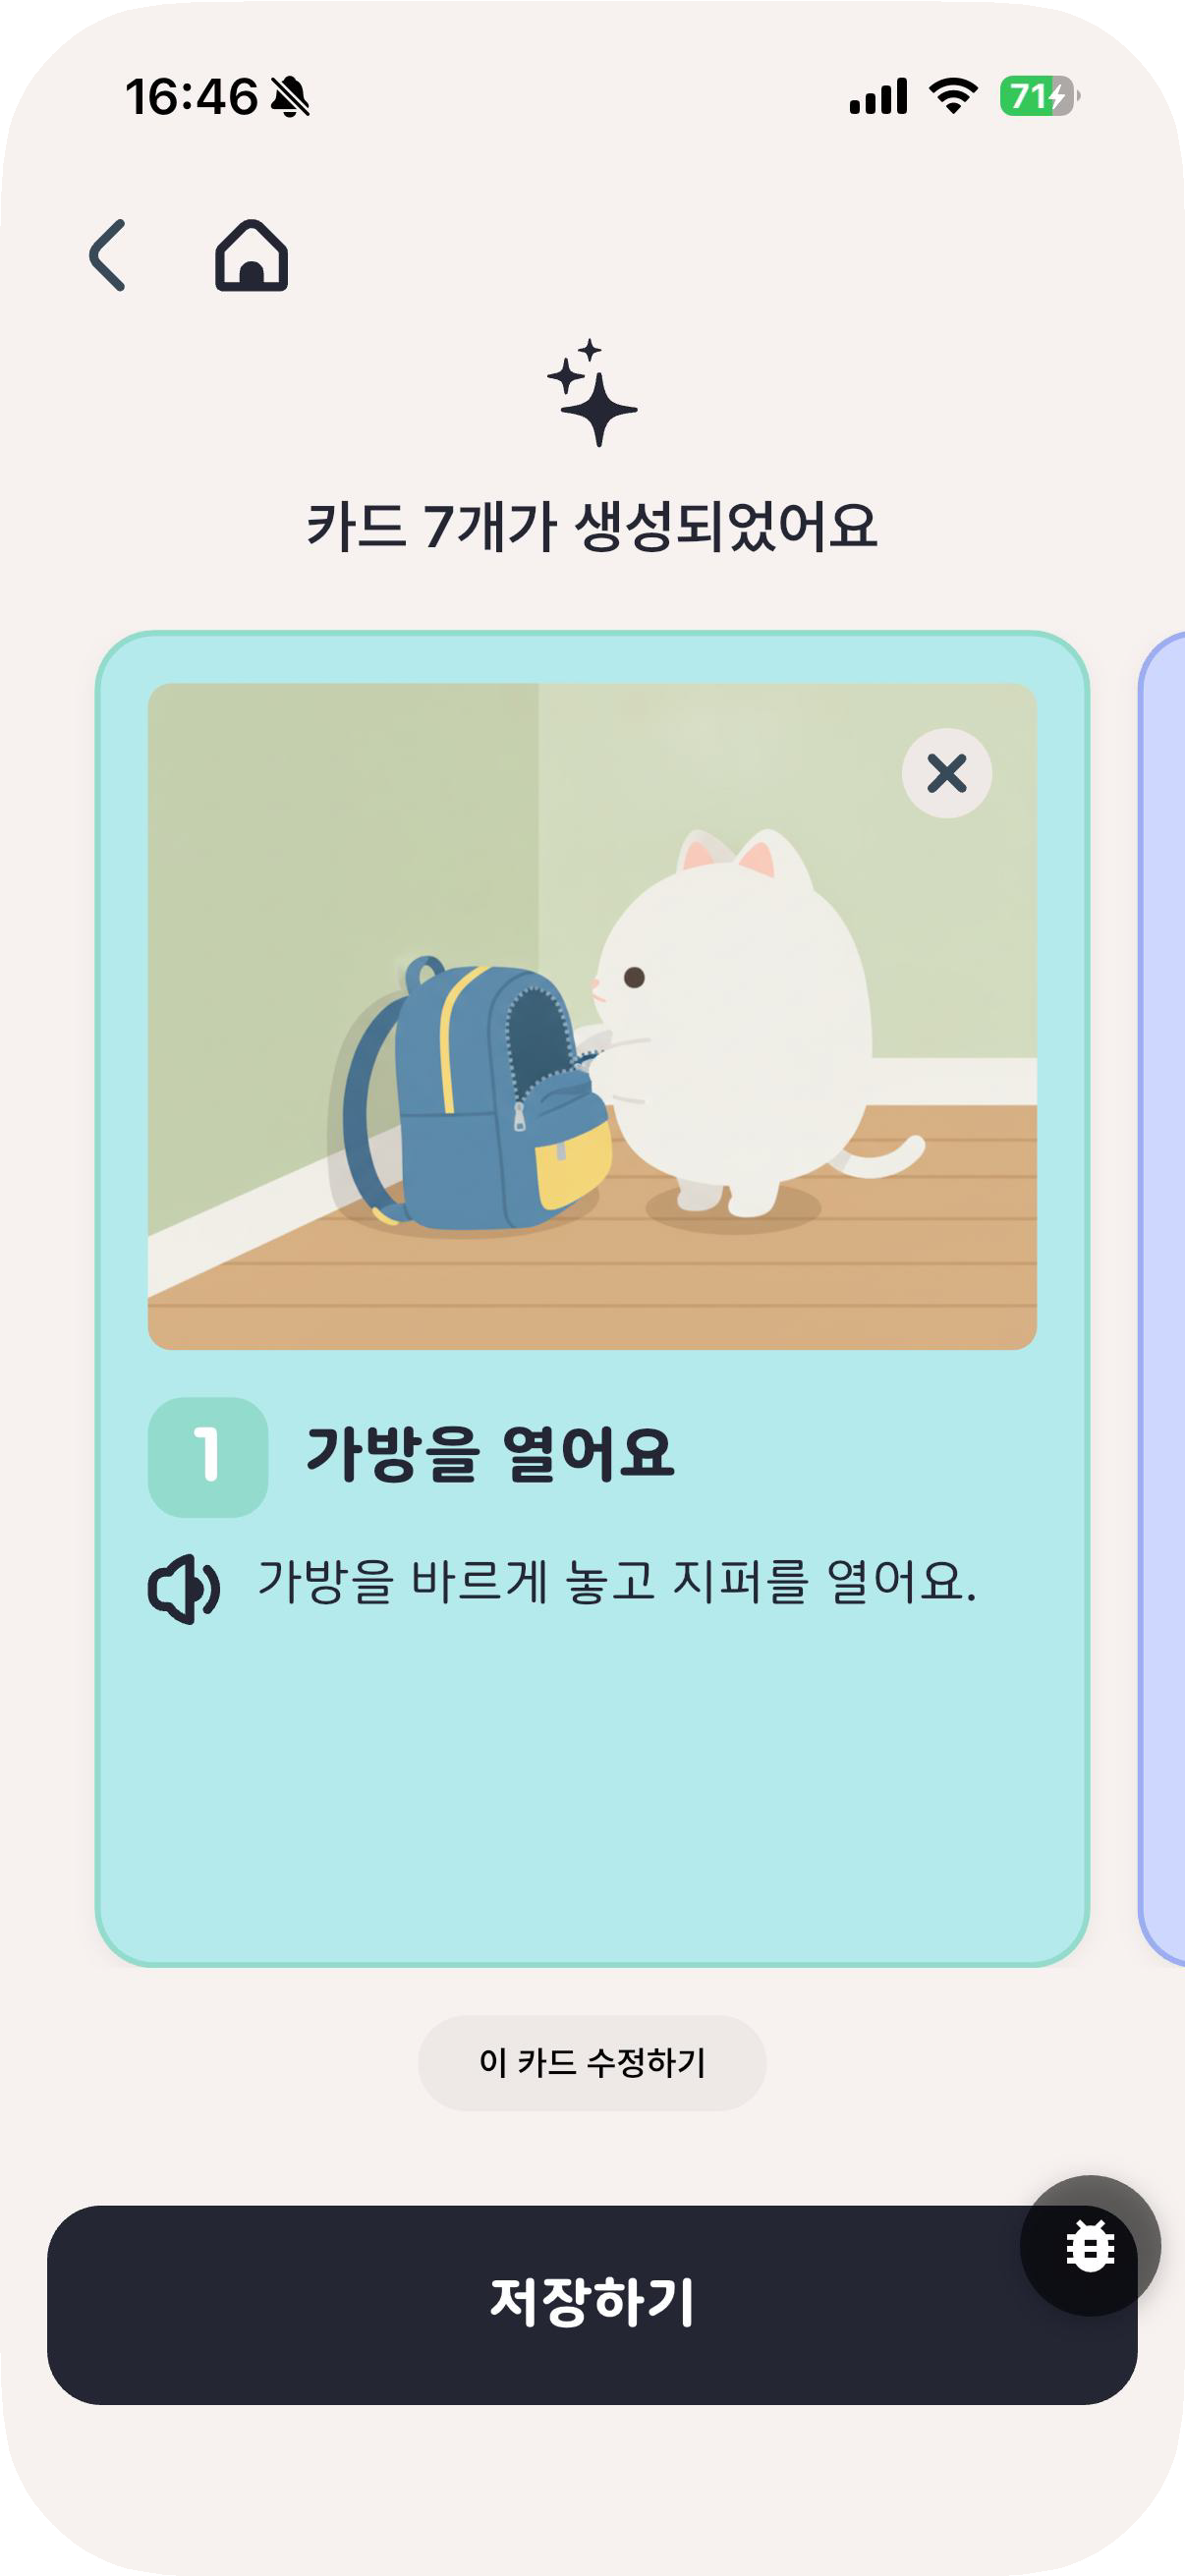 16:46
71
카드 7개가 생성되었어요
1 가방을 열어요
가방을 바르게 놓고 지퍼를 열어요.
이 카드 수정하기
저장하기